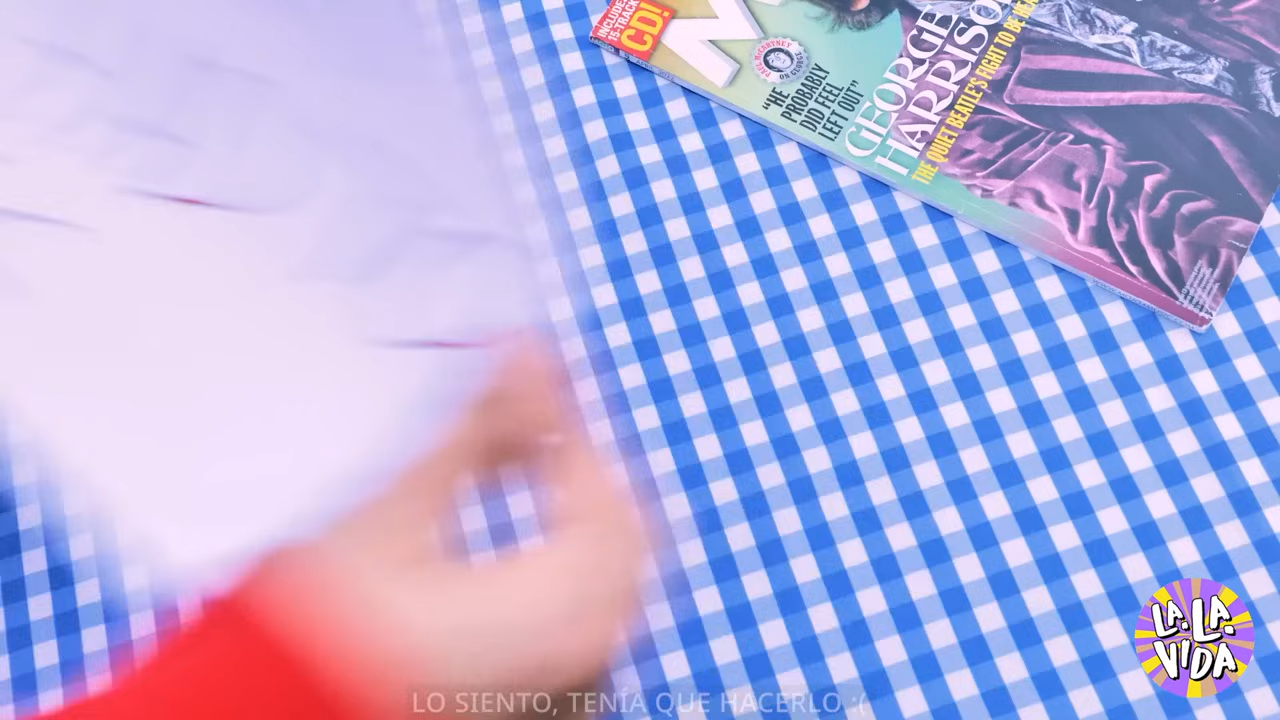 INCLUDES
15-TRACK
CD!
M
PAUL McCARTNEY
ON GEORGE
"HE
PROBABLY
DID FEEL
LEFT OUT"
GEORGE
HARRISON
THE QUIET BEATLE'S FIGHT TO BE
LA.LA.
VIDA
LO SIENTO, TENÍA QUE HACERLO :(